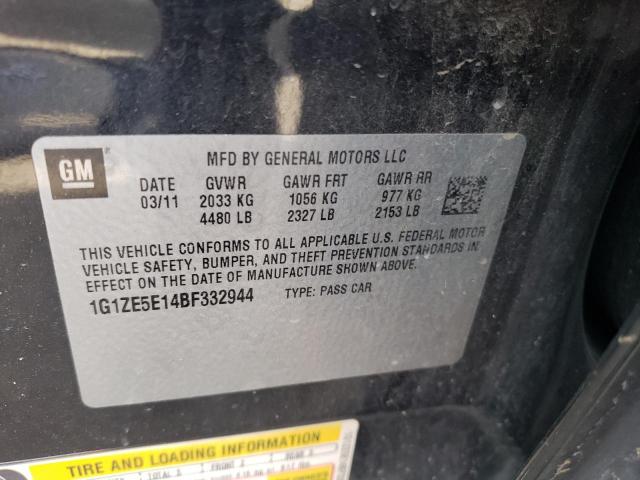 GM
MFD BY GENERAL MOTORS LLC
DATE GVWR GAWR FRT GAWR RR
03/11 2033 KG 1056 KG 977 KG
4480 LB 2327 LB 2153 LB
THIS VEHICLE CONFORMS TO ALL APPLICABLE U.S. FEDERAL MOTOR
VEHICLE SAFETY, BUMPER, AND THEFT PREVENTION STANDARDS IN
EFFECT ON THE DATE OF MANUFACTURE SHOWN ABOVE.
1G1ZE5E14BF332944 TYPE: PASS CAR
TIRE AND LOADING INFORMATION